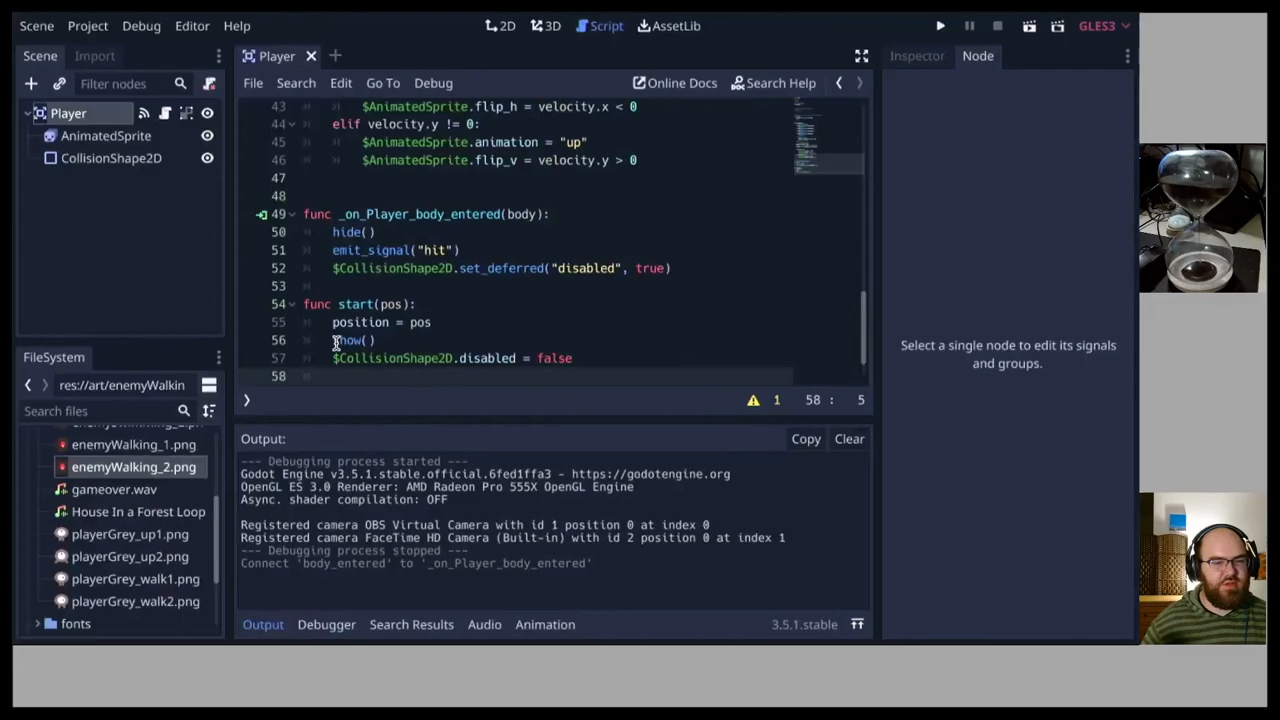 Scene Project Debug Editor Help
2D 3D Script AssetLib
GLES3
Scene Import
Filter nodes
Player
AnimatedSprite
CollisionShape2D
FileSystem
res://art/enemyWalkin
Search files
enemyWalking_1.png
enemyWalking_2.png
gameover.wav
House In a Forest Loop
playerGrey_up1.png
playerGrey_up2.png
playerGrey_walk1.png
playerGrey_walk2.png
fonts
Player
File Search Edit Go To Debug
Online Docs Search Help
43 $AnimatedSprite.flip_h = velocity.x < 0
44 elif velocity.y != 0:
45 $AnimatedSprite.animation = "up"
46 $AnimatedSprite.flip_v = velocity.y > 0
47
48
49 func _on_Player_body_entered(body):
50 hide()
51 emit_signal("hit")
52 $CollisionShape2D.set_deferred("disabled", true)
53
54 func start(pos):
55 position = pos
56 show()
57 $CollisionShape2D.disabled = false
58
1 58 : 5
Output:
Copy Clear
--- Debugging process started ---
Godot Engine v3.5.1.stable.official.6fed1ffa3 - https://godotengine.org
OpenGL ES 3.0 Renderer: AMD Radeon Pro 555X OpenGL Engine
Async. shader compilation: OFF
Registered camera OBS Virtual Camera with id 1 position 0 at index 0
Registered camera FaceTime HD Camera (Built-in) with id 2 position 0 at index 1
--- Debugging process stopped ---
Connect 'body_entered' to '_on_Player_body_entered'
Output Debugger Search Results Audio Animation
3.5.1.stable
Inspector Node
Select a single node to edit its signals
and groups.